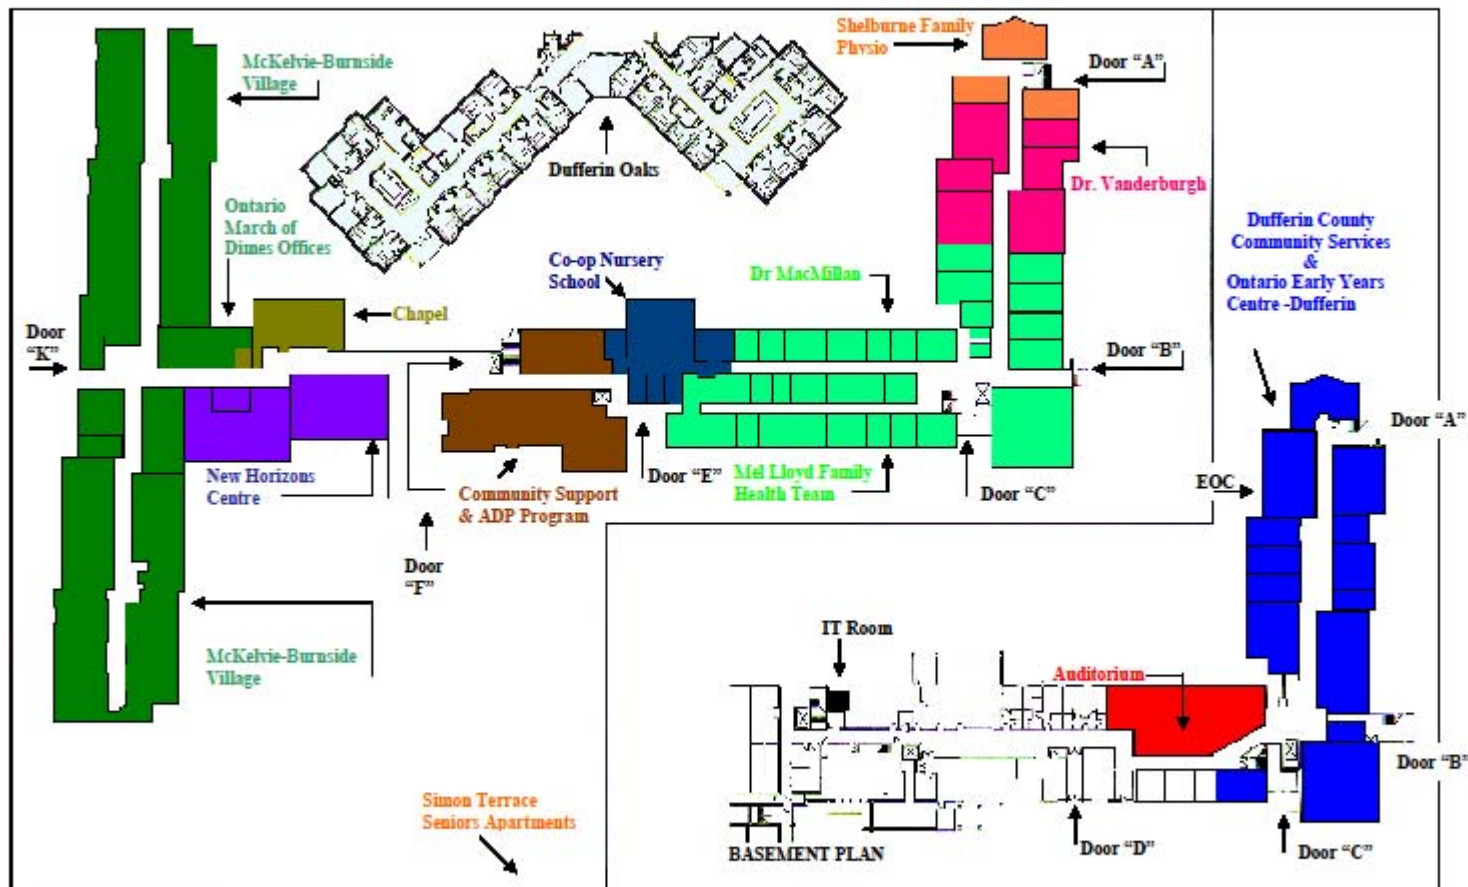 Shelburne Family
Physio
Door “A”
McKelvie-Burnside
Village
Dufferin Oaks
Dr. Vanderburgh
Ontario
March of
Dimes Offices
Dufferin County
Community Services
&
Ontario Early Years
Centre -Dufferin
Co-op Nursery
School
Dr MacMillan
Chapel
Door
“K”
Door “B”
Door “A”
New Horizons
Centre
Community Support
& ADP Program
Door “E”
Mel Lloyd Family
Health Team
Door “C”
EOC
Door
“F”
IT Room
McKelvie-Burnside
Village
Auditorium
Door “B”
Simon Terrace
Seniors Apartments
BASEMENT PLAN
Door “D”
Door “C”